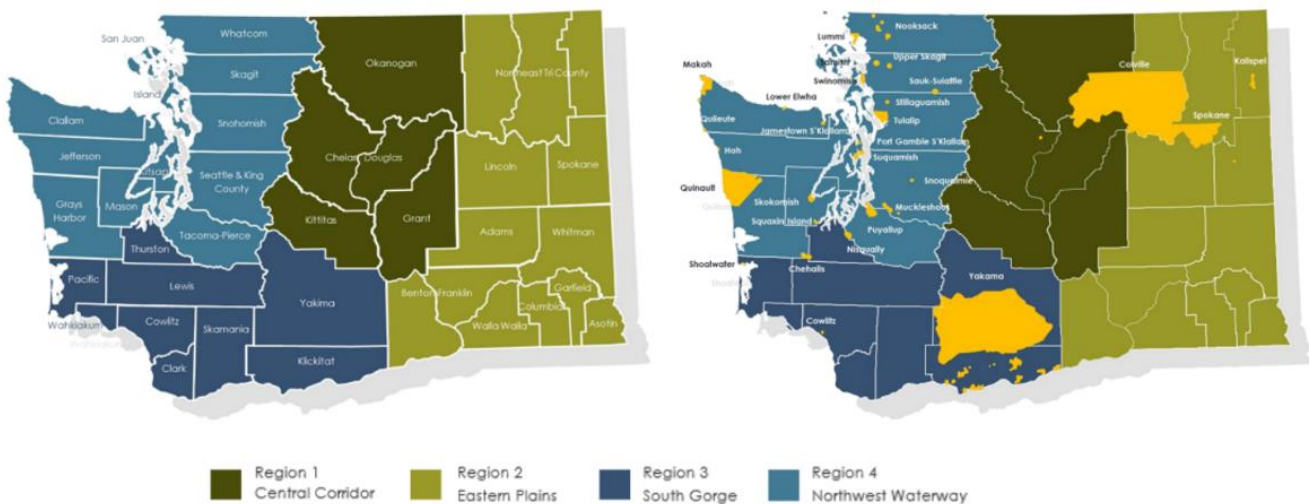 San Juan
Whatcom
Okanogan
Northeast Tri County
Skagit
Island
Snohomish
Clallam
Jefferson
Chelan
Douglas
Lincoln
Spokane
Seattle & King
County
Grays
Harbor
Mason
Kittitas
Grant
Tacoma-Pierce
Adams
Whitman
Thurston
Pacific
Lewis
Yakima
Benton
Franklin
Garfield
Columbia
Walla Walla
Asotin
Wahkiakum
Cowlitz
Skamania
Klickitat
Clark
Lummi
Nooksack
Makah
Upper Skagit
Swinomish
Sauk-Suiattle
Colville
Kalispel
Lower Elwha
Stillaguamish
Quileute
Tulalip
Spokane
Jamestown S'Klallam
Port Gamble S'Klallam
Hoh
Suquamish
Quinault
Snoqualmie
Skokomish
Muckleshoot
Squaxin Island
Puyallup
Nisqually
Shoalwater
Chehalis
Yakama
Cowlitz
Region 1
Central Corridor
Region 2
Eastern Plains
Region 3
South Gorge
Region 4
Northwest Waterway